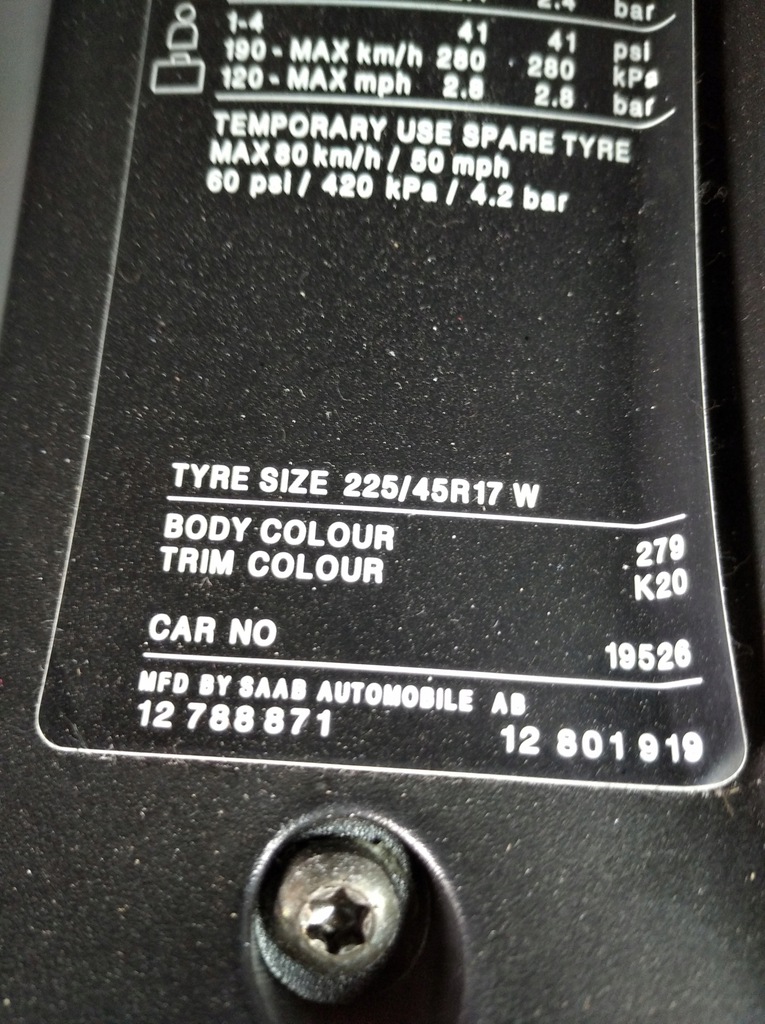 2.4 bar
1-4 41 41 psi
190 - MAX km/h 280 280 kPa
120 - MAX mph 2.8 2.8 bar
TEMPORARY USE SPARE TYRE
MAX 80 km/h / 50 mph
60 psi / 420 kPa / 4.2 bar
TYRE SIZE 225/45R17 W
BODY COLOUR 279
TRIM COLOUR K20
CAR NO 19526
MFD BY SAAB AUTOMOBILE AB
12 788 871 12 801 919